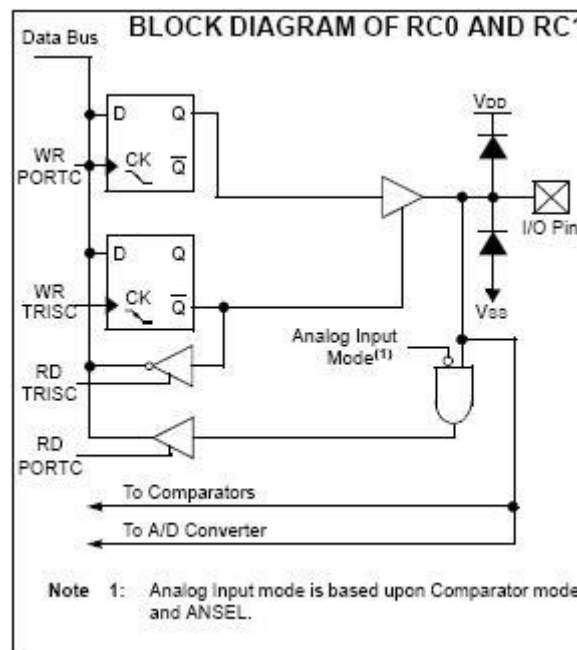 BLOCK DIAGRAM OF RC0 AND RC1
Data Bus
D Q
CK Q
WR
PORTC
VDD
I/O Pin
VSS
D Q
CK Q
WR
TRISC
RD
TRISC
Analog Input
Mode(1)
RD
PORTC
To Comparators
To A/D Converter
Note 1: Analog Input mode is based upon Comparator mode
and ANSEL.